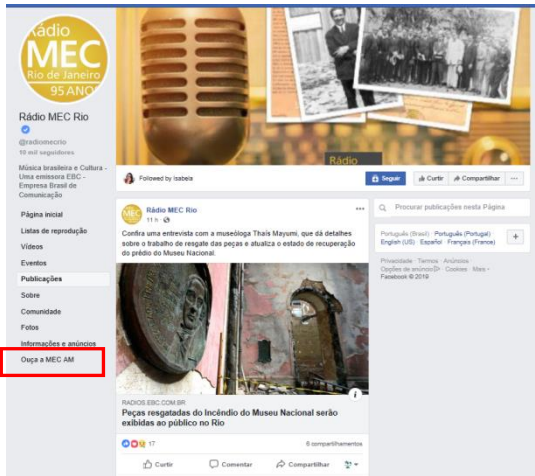 Rádio
MEC
Rio de Janeiro
95 ANOS
Rádio MEC Rio
@radiomecrio
10 mil seguidores
Música brasileira e Cultura -
Uma emissora EBC -
Empresa Brasil de
Comunicação
Página inicial
Listas de reprodução
Vídeos
Eventos
Publicações
Sobre
Comunidade
Fotos
Informações e anúncios
Ouça a MEC AM
Rádio
Followed by Isabela
Seguir
Curtir
Compartilhar
Rádio MEC Rio
11 h
Confira uma entrevista com a museóloga Thaís Mayumi, que dá detalhes
sobre o trabalho de resgate das peças e atualiza o estado de recuperação
do prédio do Museu Nacional.
RADIOS.EBC.COM.BR
Peças resgatadas do Incêndio do Museu Nacional serão
exibidas ao público no Rio
17
6 compartilhamentos
Curtir
Comentar
Compartilhar
Procurar publicações nesta Página
Português (Brasil) · Português (Portugal) ·
English (US) · Español · Français (France)
+
Privacidade · Termos · Anúncios ·
Opções de anúncio · Cookies · Mais
Facebook © 2019